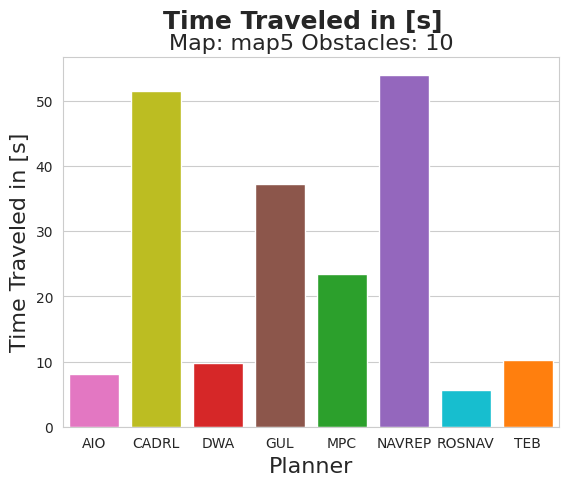 Time Traveled in [s]
Map: map5 Obstacles: 10
Time Traveled in [s]
50
40
30
20
10
0
AIO CADRL DWA GUL MPC NAVREP ROSNAV TEB
Planner